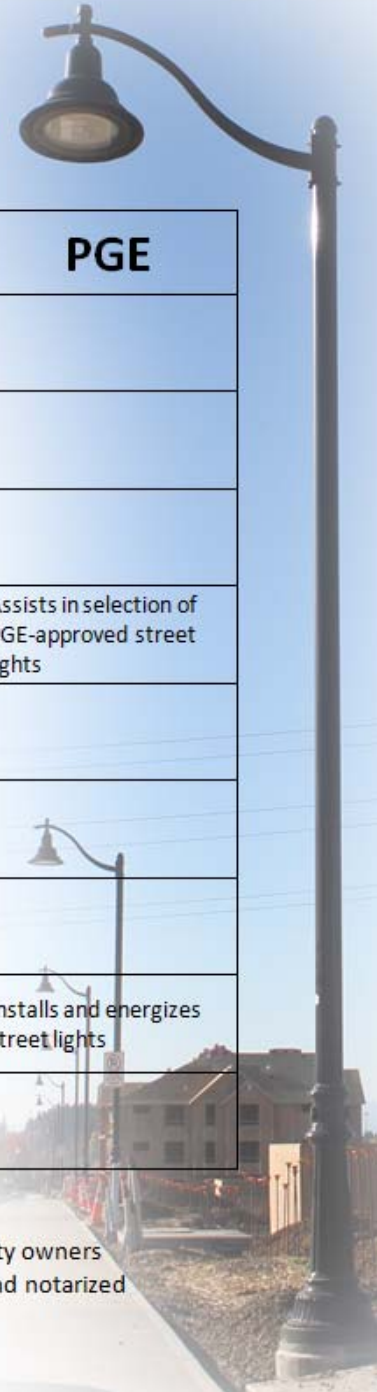 PGE
ssists in selection of
GE-approved street
ghts
nstalls and energizes
treet lights
ty owners
nd notarized